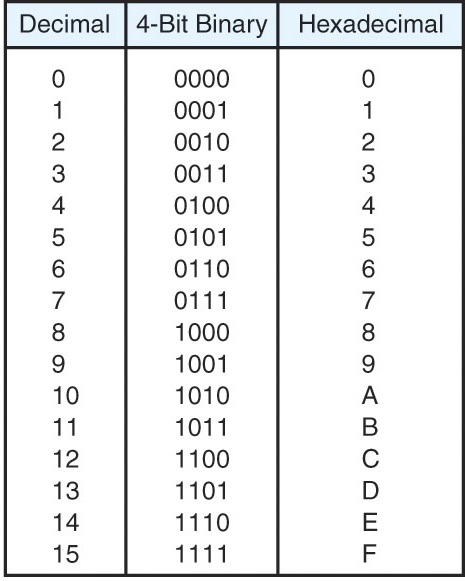 Decimal 4-Bit Binary Hexadecimal
0 0000 0
1 0001 1
2 0010 2
3 0011 3
4 0100 4
5 0101 5
6 0110 6
7 0111 7
8 1000 8
9 1001 9
10 1010 A
11 1011 B
12 1100 C
13 1101 D
14 1110 E
15 1111 F